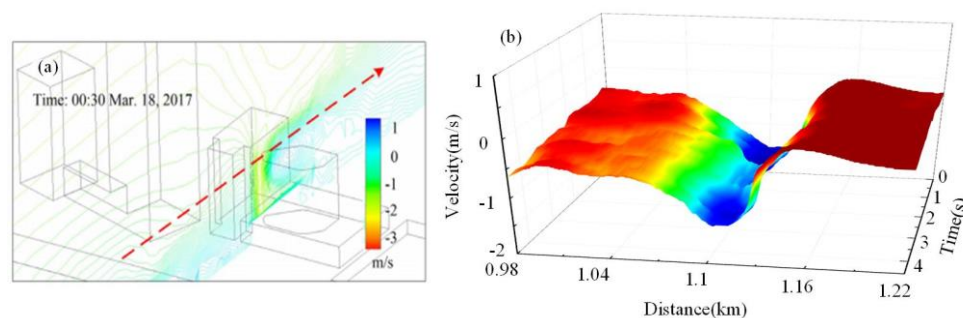 (a)
Time: 00:30 Mar. 18, 2017
1
0
-1
-2
-3
m/s
(b)
1
0
-1
-2
Velocity(m/s)
0.98
1.04
1.1
1.16
1.22
Distance(km)
0
1
2
3
4
Time(s)